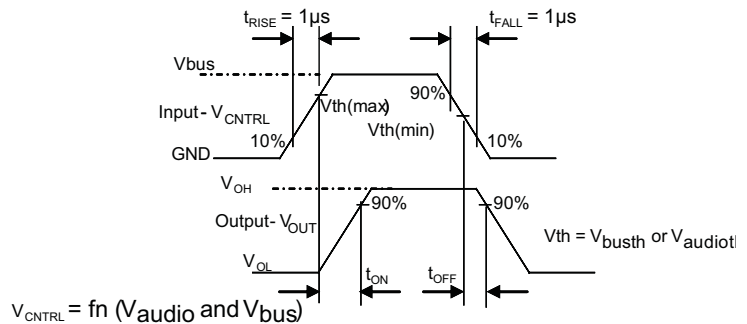 tRISE = 1µs
tFALL = 1µs
Vbus
Vth(max)
90%
Input- VCNTRL
Vth(min)
10%
10%
GND
VOH
90%
90%
Output- VOUT
Vth = Vbusth or Vaudiot
VOL
tON
tOFF
VCNTRL = fn (Vaudio and Vbus)